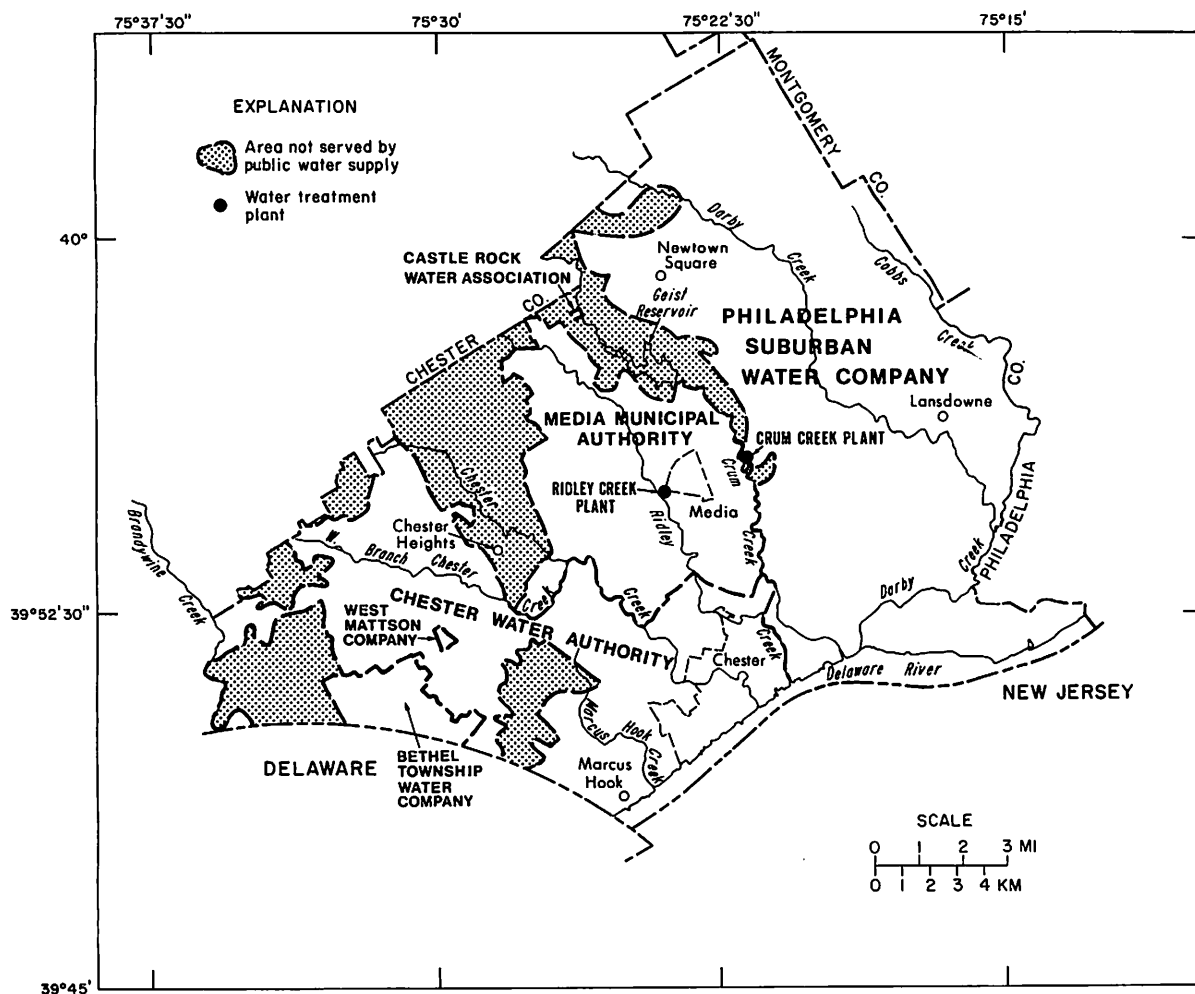 75°37'30"
75°30'
75°22'30"
75°15'
EXPLANATION
Area not served by
public water supply
Water treatment
plant
MONTGOMERY
CO.
40°
CASTLE ROCK
WATER ASSOCIATION
Newtown
Square
Geist
Reservoir
Darby
Creek
Cobbs
Creek
CHESTER
CO.
PHILADELPHIA
SUBURBAN
WATER COMPANY
CO.
Lansdowne
MEDIA MUNICIPAL
AUTHORITY
CRUM CREEK PLANT
Crum
RIDLEY CREEK
PLANT
Media
Chester
Ridley
Creek
PHILADELPHIA
Creek
Brandywine
Creek
Chester
Heights
W.
Branch Chester
Creek
Creek
Darby
39°52'30"
WEST
MATTSON
COMPANY
CHESTER WATER AUTHORITY
Creek
Chester
Delaware River
NEW JERSEY
Marcus
Hook
Creek
DELAWARE
BETHEL
TOWNSHIP
WATER
COMPANY
Marcus
Hook
SCALE
0 1 2 3 MI
0 1 2 3 4 KM
39°45'